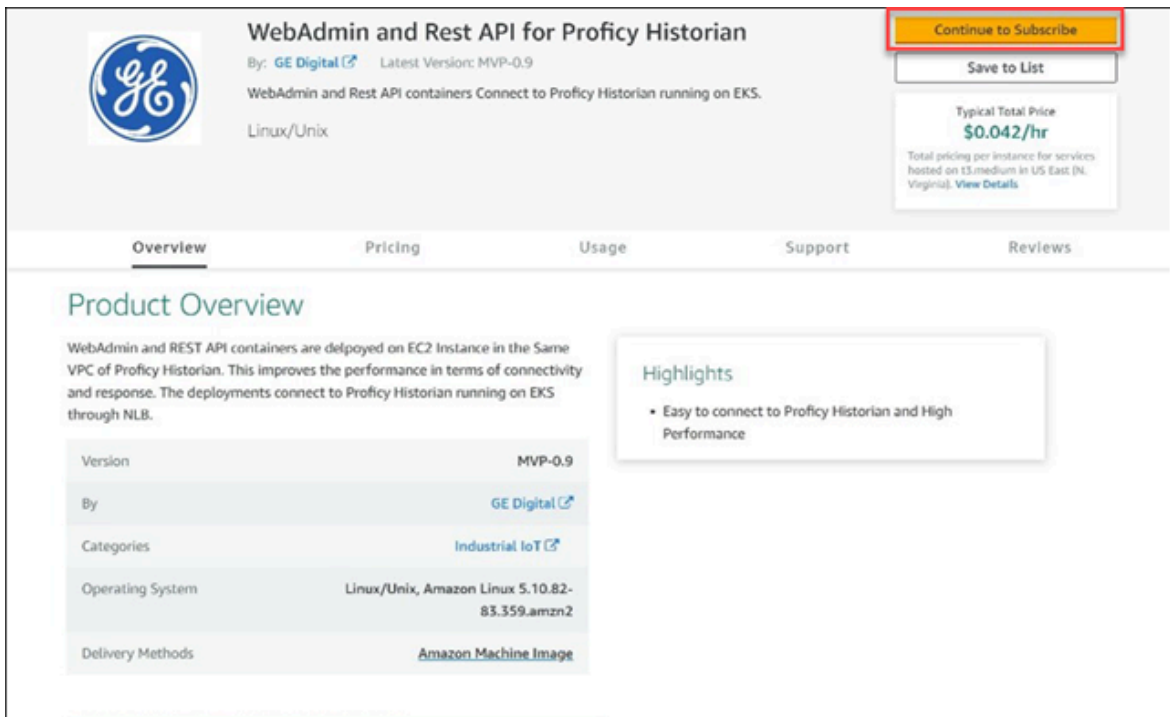 WebAdmin and Rest API for Proficy Historian
By: GE Digital Latest Version: MVP-0.9
WebAdmin and Rest API containers Connect to Proficy Historian running on EKS.
Linux/Unix
Continue to Subscribe
Save to List
Typical Total Price
$0.042/hr
Total pricing per instance for services
hosted on t3.medium in US East (N.
Virginia). View Details
Overview Pricing Usage Support Reviews
Product Overview
WebAdmin and REST API containers are delpoyed on EC2 Instance in the Same
VPC of Proficy Historian. This improves the performance in terms of connectivity
and response. The deployments connect to Proficy Historian running on EKS
through NLB.
Version MVP-0.9
By GE Digital
Categories Industrial IoT
Operating System Linux/Unix, Amazon Linux 5.10.82-
83.359.amzn2
Delivery Methods Amazon Machine Image
Highlights
• Easy to connect to Proficy Historian and High
Performance